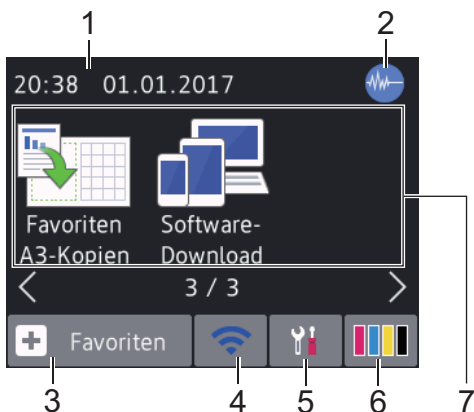 1
2
20:38 01.01.2017
Favoriten
A3-Kopien
Software-
Download
3 / 3
Favoriten
3
4
5
6
7